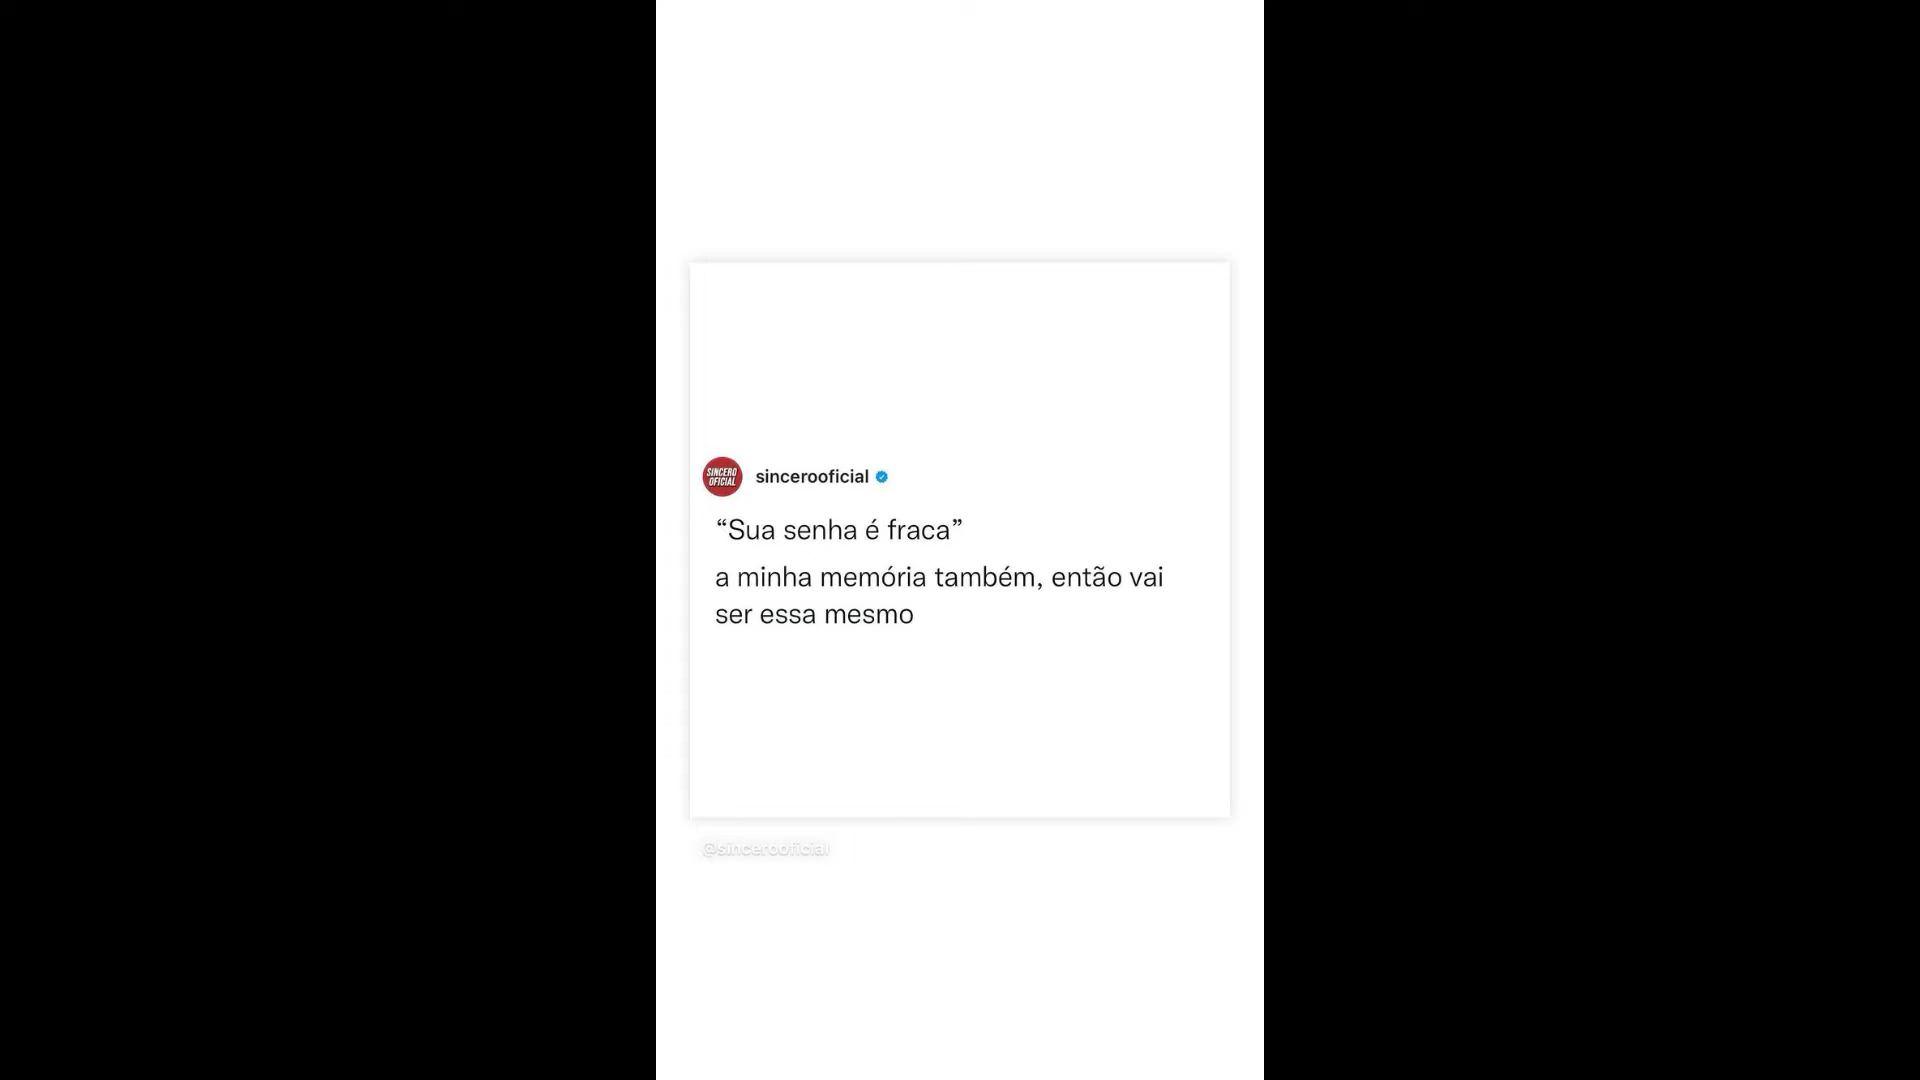 SINCERO
OFICIAL
sincerooficial
“Sua senha é fraca”
a minha memória também, então vai
ser essa mesmo
@sincerooficial